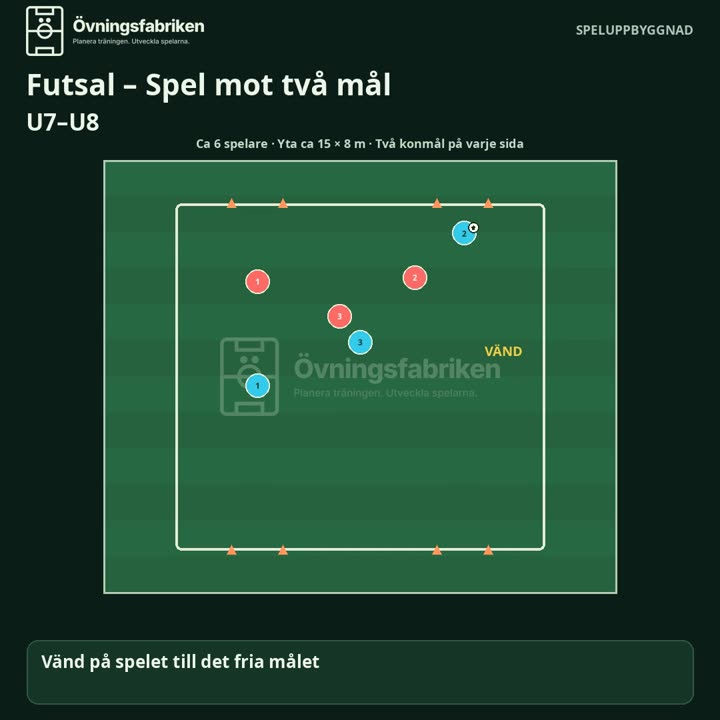 Övningsfabriken
Planera träningen. Utveckla spelarna.
SPELUPPBYGGNAD
Futsal – Spel mot två mål
U7–U8
Ca 6 spelare · Yta ca 15 × 8 m · Två konmål på varje sida
2
1
2
3
3
VÄND
Övningsfabriken
1
Planera träningen. Utveckla spelarna.
Vänd på spelet till det fria målet